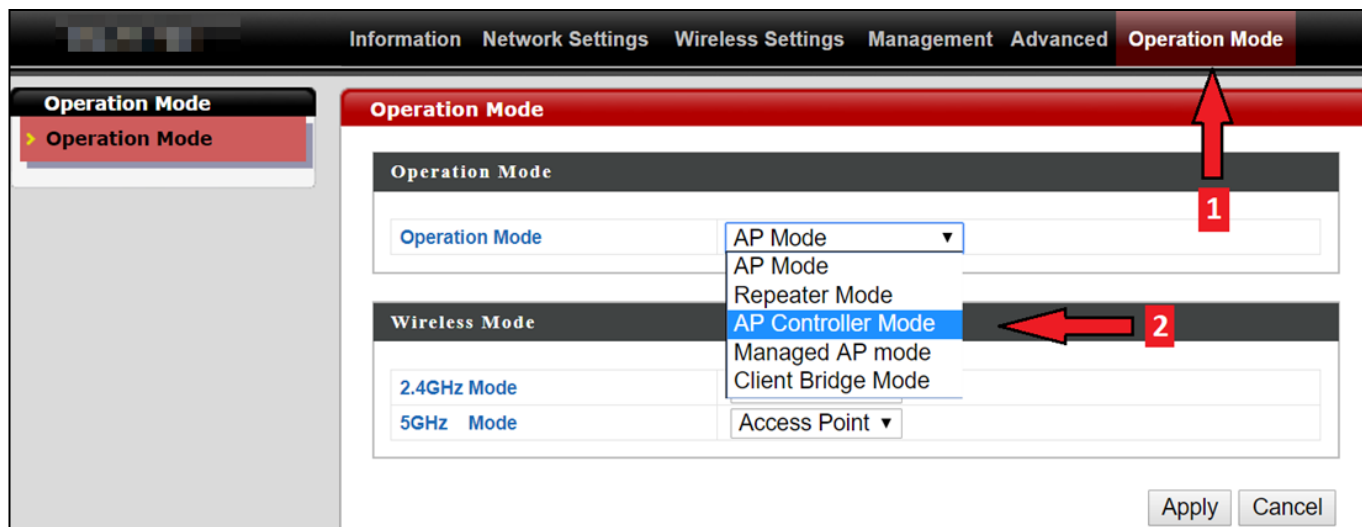 Information Network Settings Wireless Settings Management Advanced Operation Mode
Operation Mode
Operation Mode
Operation Mode
Operation Mode
1
Operation Mode AP Mode
AP Mode
Repeater Mode
Wireless Mode
AP Controller Mode
2
Managed AP mode
Client Bridge Mode
2.4GHz Mode
5GHz Mode Access Point
Apply Cancel